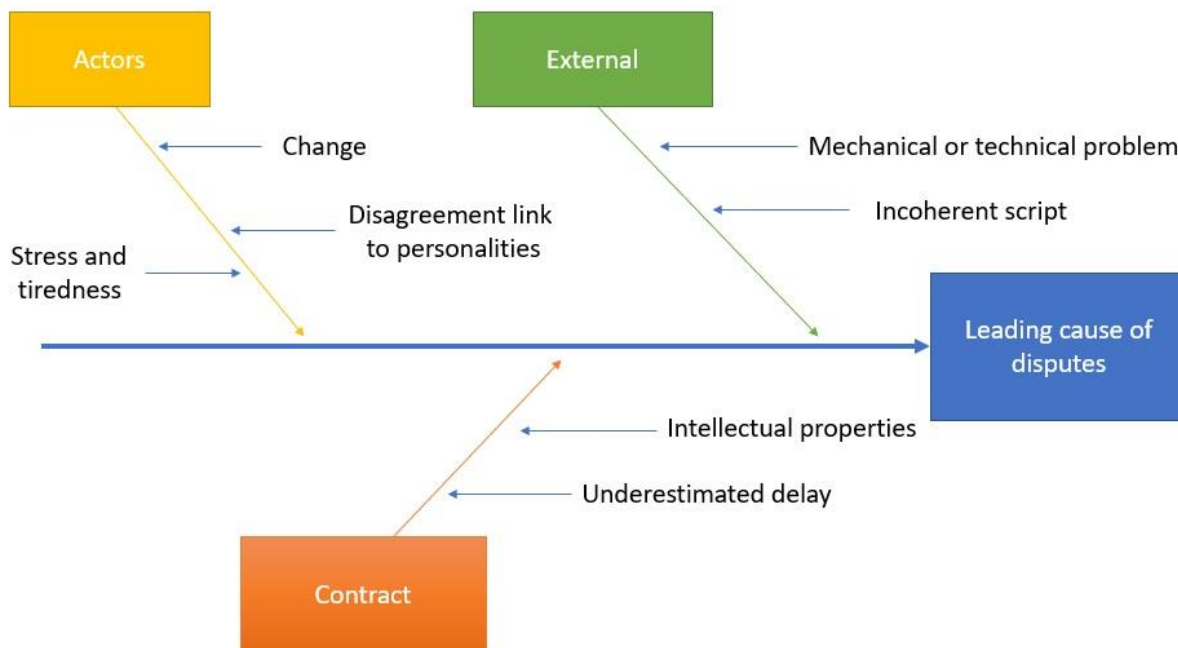 Actors
External
Change
Mechanical or technical problem
Disagreement link
to personalities
Incoherent script
Stress and
tiredness
Leading cause of
disputes
Intellectual properties
Underestimated delay
Contract